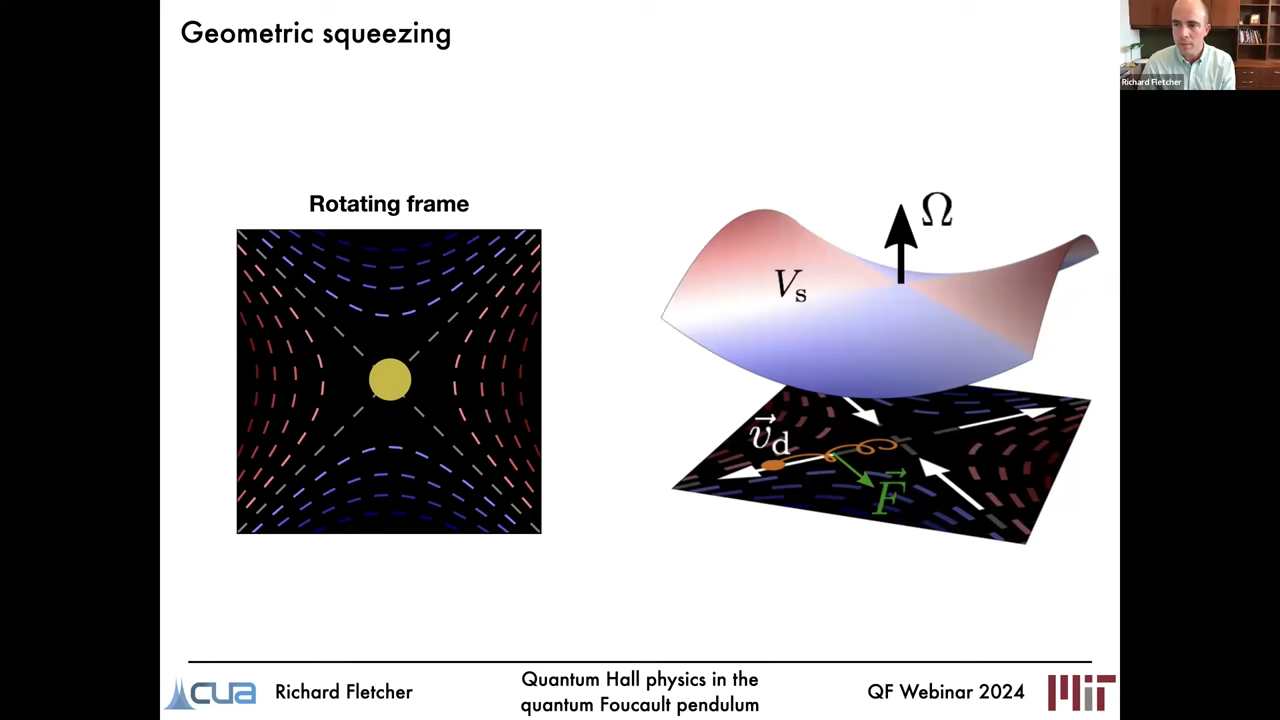 Geometric squeezing
Richard Fletcher
Rotating frame
Ω
Vₛ
v⃗d
F⃗
CUA
Richard Fletcher
Quantum Hall physics in the
quantum Foucault pendulum
QF Webinar 2024
MIT